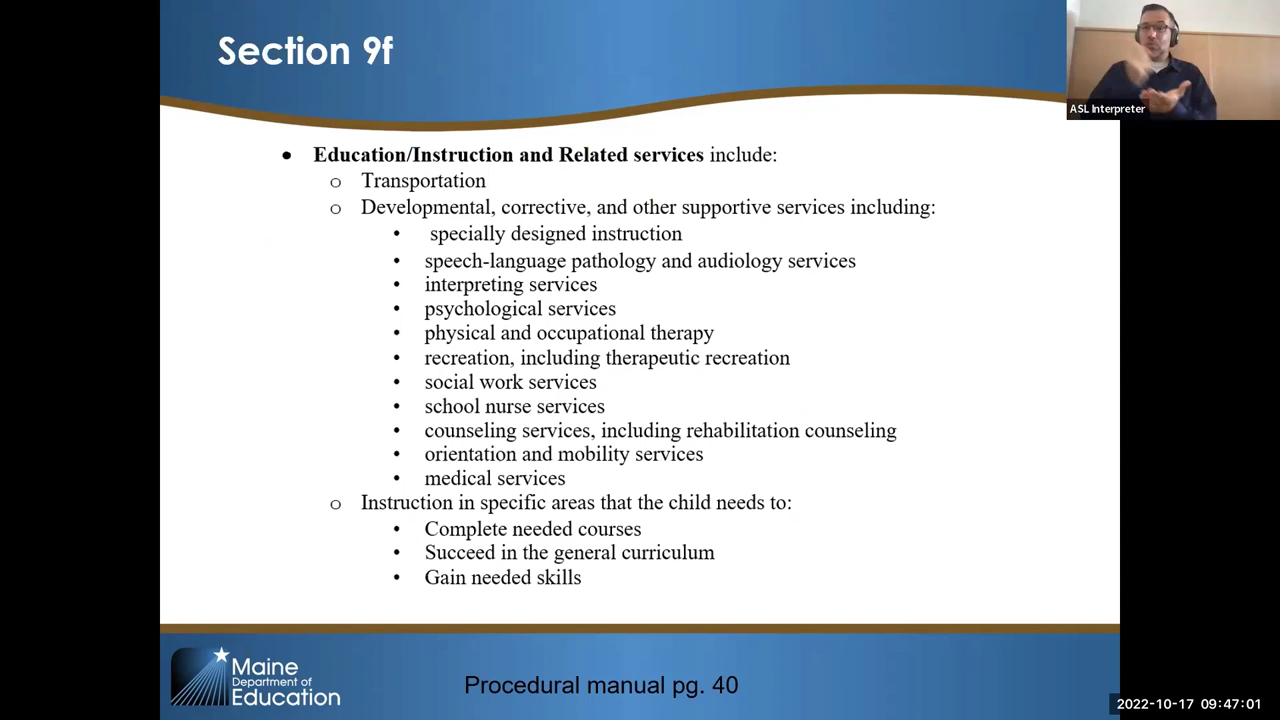 Section 9f
ASL Interpreter
• Education/Instruction and Related services include:
o Transportation
o Developmental, corrective, and other supportive services including:
• specially designed instruction
• speech-language pathology and audiology services
• interpreting services
• psychological services
• physical and occupational therapy
• recreation, including therapeutic recreation
• social work services
• school nurse services
• counseling services, including rehabilitation counseling
• orientation and mobility services
• medical services
o Instruction in specific areas that the child needs to:
• Complete needed courses
• Succeed in the general curriculum
• Gain needed skills
Maine
Department of
Education
Procedural manual pg. 40
2022-10-17 09:47:01